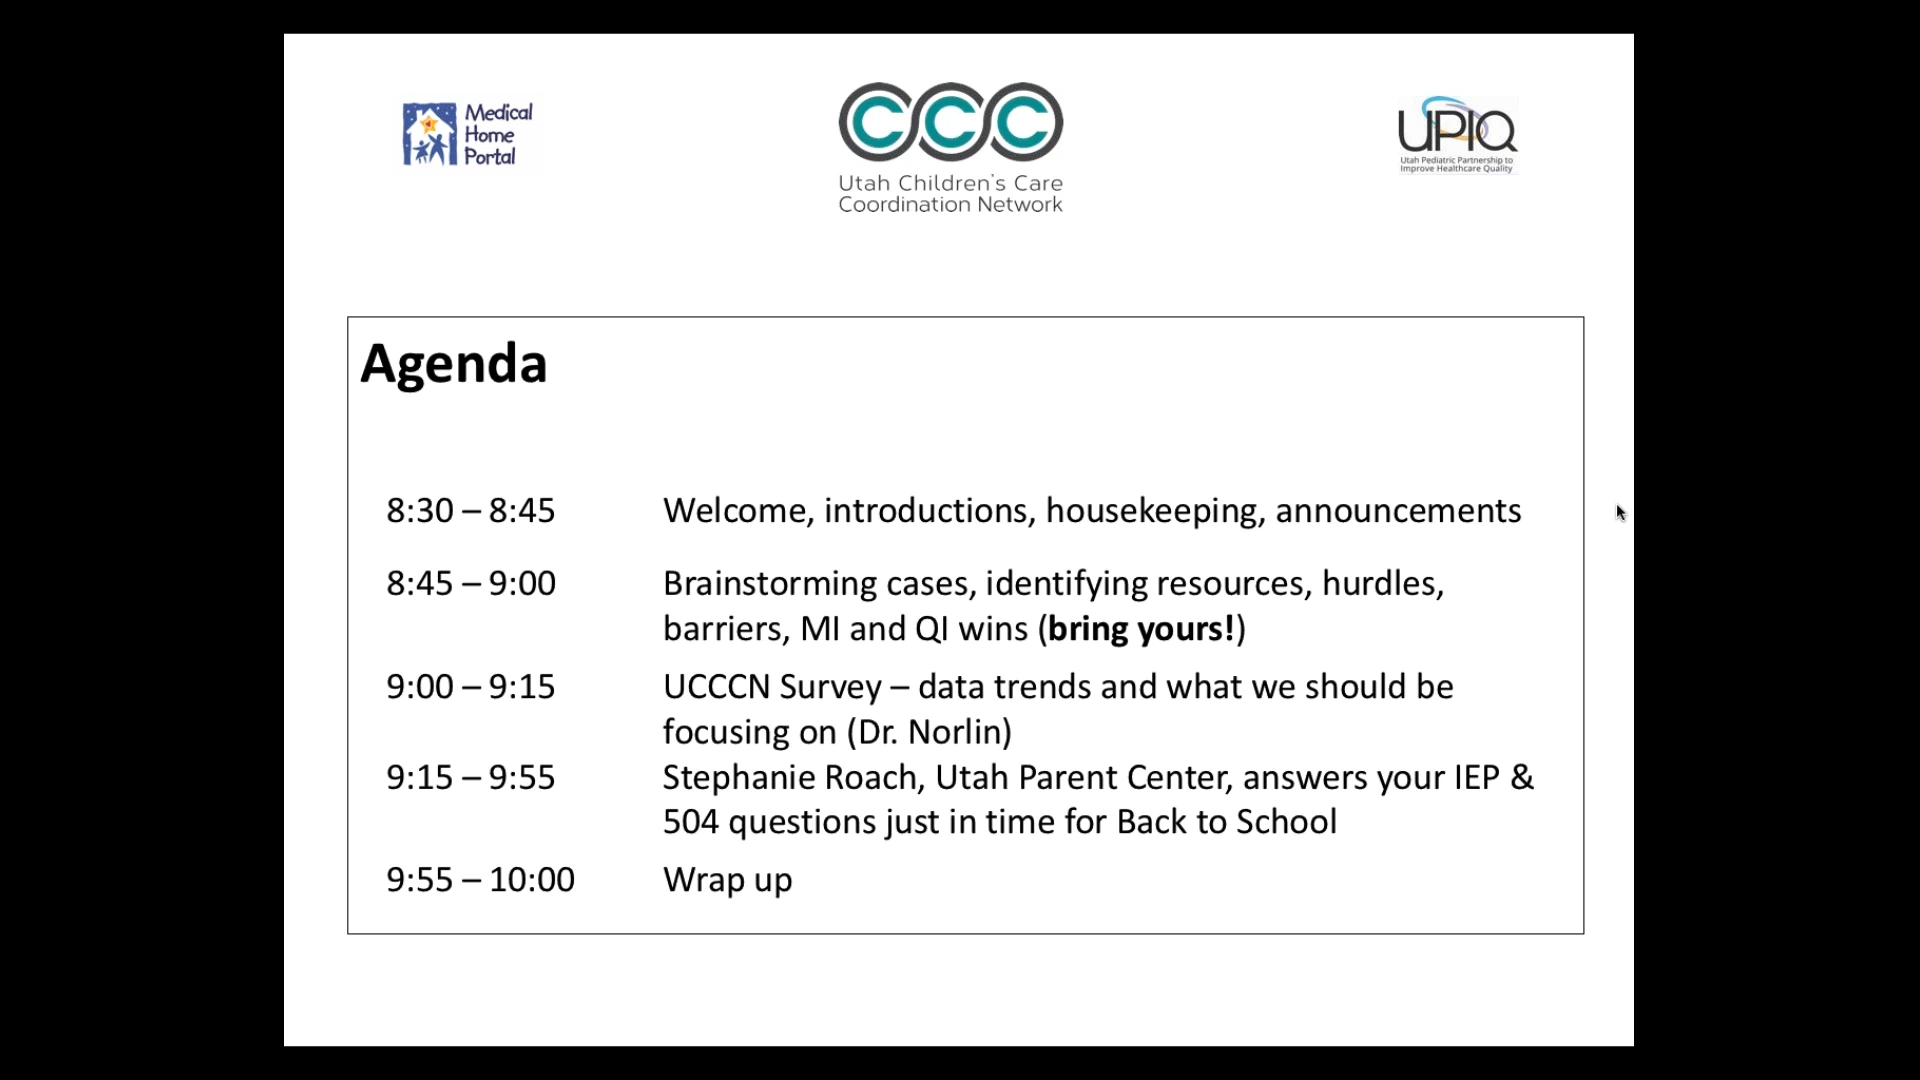 Medical
Home
Portal
CCC
Utah Children's Care
Coordination Network
UPIQ
Utah Pediatric Partnership to
Improve Healthcare Quality
Agenda
8:30 – 8:45 Welcome, introductions, housekeeping, announcements
8:45 – 9:00 Brainstorming cases, identifying resources, hurdles,
barriers, MI and QI wins (bring yours!)
9:00 – 9:15 UCCCN Survey – data trends and what we should be
focusing on (Dr. Norlin)
9:15 – 9:55 Stephanie Roach, Utah Parent Center, answers your IEP &
504 questions just in time for Back to School
9:55 – 10:00 Wrap up